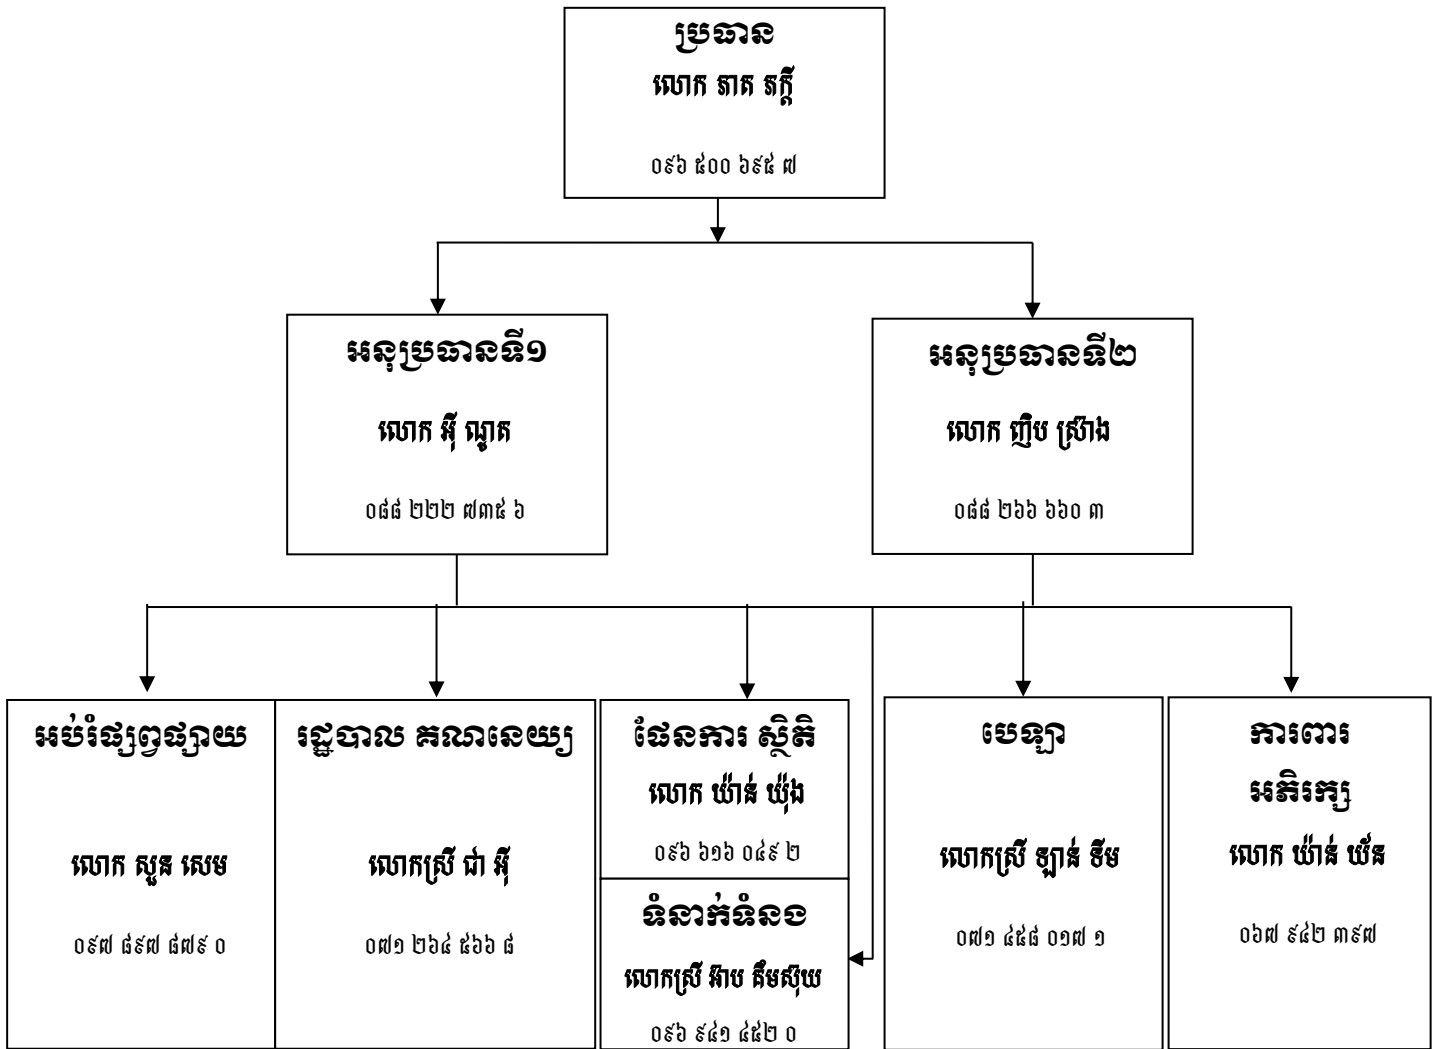 ប្រធាន
លោក ភាត ភក្ដី
០៩៦ ៥០០ ៦៩៥ ៧
អនុប្រធានទី១
លោក អ៊ី ណូត
០៨៨ ២២២ ៧៣៥ ៦
អនុប្រធានទី២
លោក ញិប ស្រ៊ាង
០៨៨ ២៦៦ ៦៦០ ៣
អប់រំផ្សព្វផ្សាយ
លោក សួន សេម
០៩៧ ៨៩៧ ៨៧៩ ០
រដ្ឋបាល គណនេយ្យ
លោកស្រី ជា អ៊ី
០៧១ ២៦៤ ៥៦៦ ៨
ផែនការ ស្ថិតិ
លោក យ៉ាន់ យ៉ុង
០៩៦ ៦១៦ ០៤៩ ២
ទំនាក់ទំនង
លោកស្រី អ៊ាប គឹមស៊ុយ
០៩៦ ៩៤១ ៤៥២ ០
បេឡា
លោកស្រី ឡាន់ ទឹម
០៧១ ៤៥៨ ០១៧ ១
ការពារ
អភិរក្ស
លោក យ៉ាន់ យ័ន
០៦៧ ៩៤២ ៣៩៧